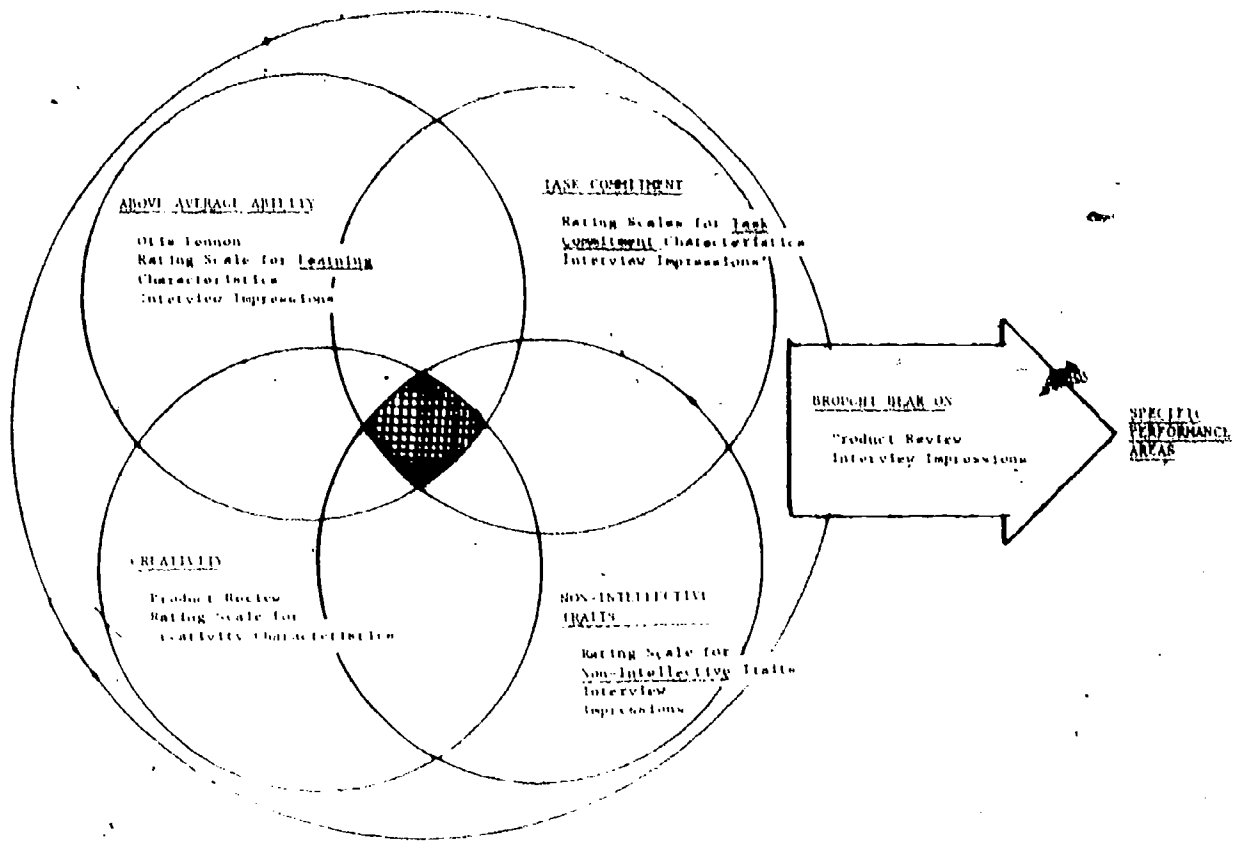 ABOVE AVERAGE ABILITY
Otis Lennon
Rating Scale for Learning
Characteristics
Interview Impressions
TASK COMMITMENT
Rating Scales for Task
Commitment Characteristics
Interview Impressions
BROUGHT BEAR ON
Product Review
Interview Impressions
SPECIFIC
PERFORMANCE
AREAS
CREATIVITY
Product Review
Rating Scale for
Creativity Characteristics
NON-INTELLECTIVE
TRAITS
Rating Scale for
Non-Intellective Traits
Interview
Impressions